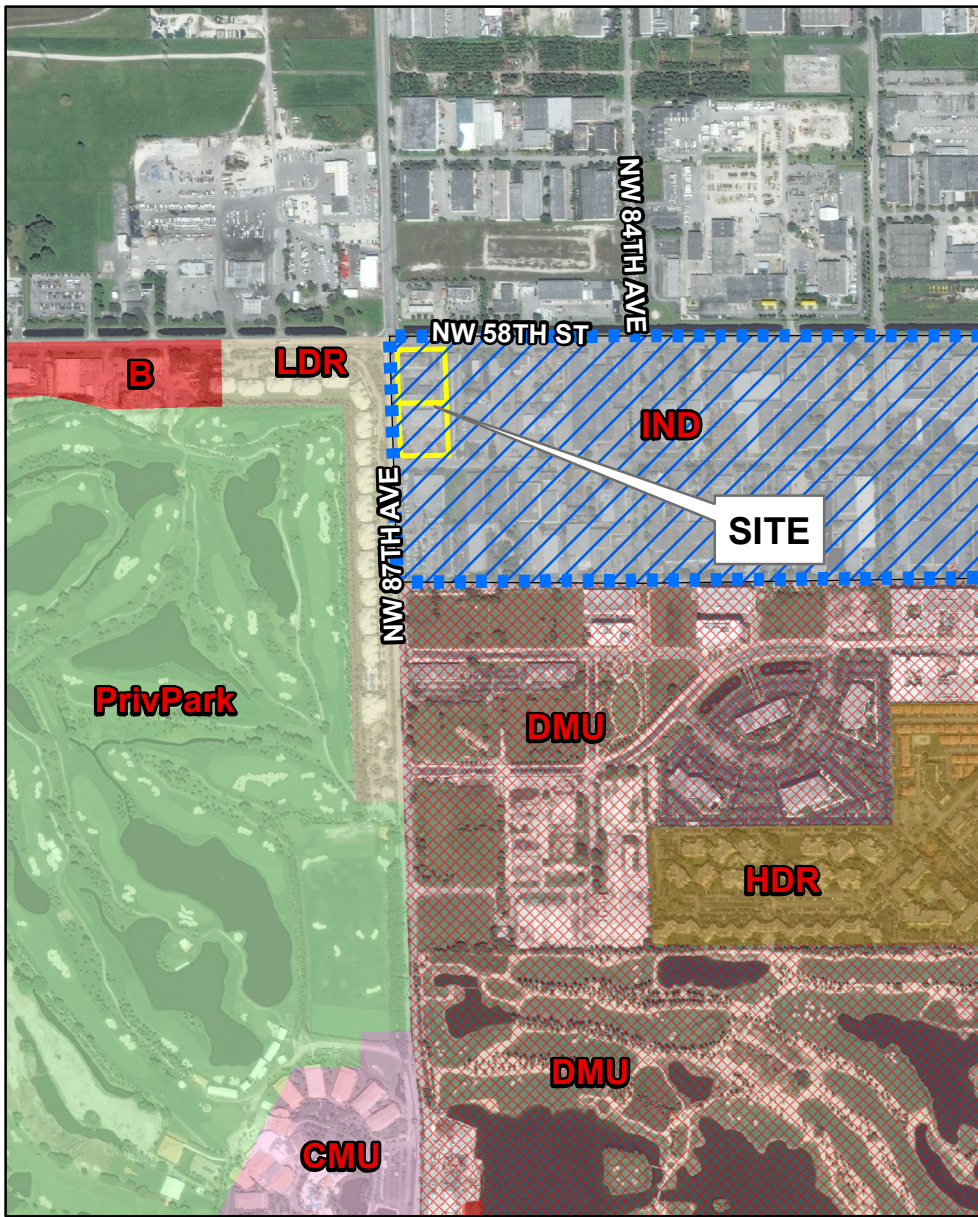 NW 84TH AVE
NW 58TH ST
B
LDR
IND
SITE
NW 87TH AVE
PrivPark
DMU
HDR
DMU
CMU